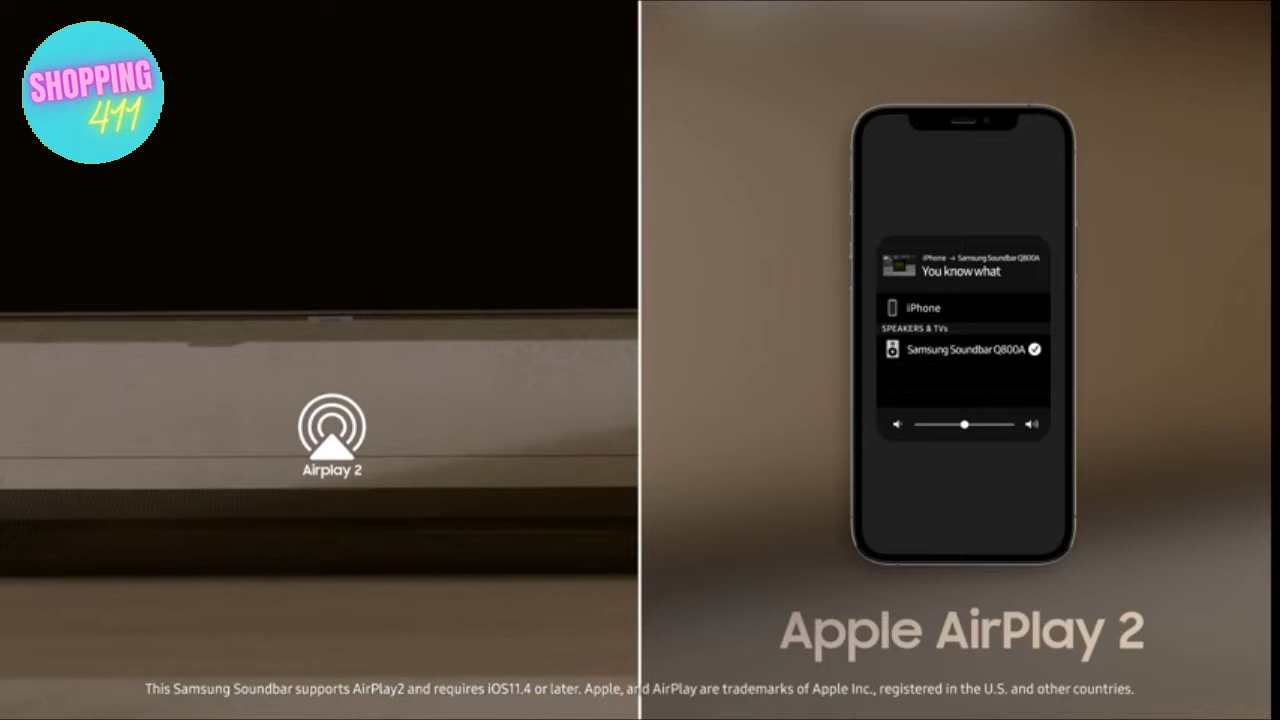 SHOPPING
411
Airplay 2
iPhone → Samsung Soundbar Q800A
You know what
iPhone
SPEAKERS & TVs
Samsung Soundbar Q800A
Apple AirPlay 2
This Samsung Soundbar supports AirPlay2 and requires iOS11.4 or later. Apple, and AirPlay are trademarks of Apple Inc., registered in the U.S. and other countries.